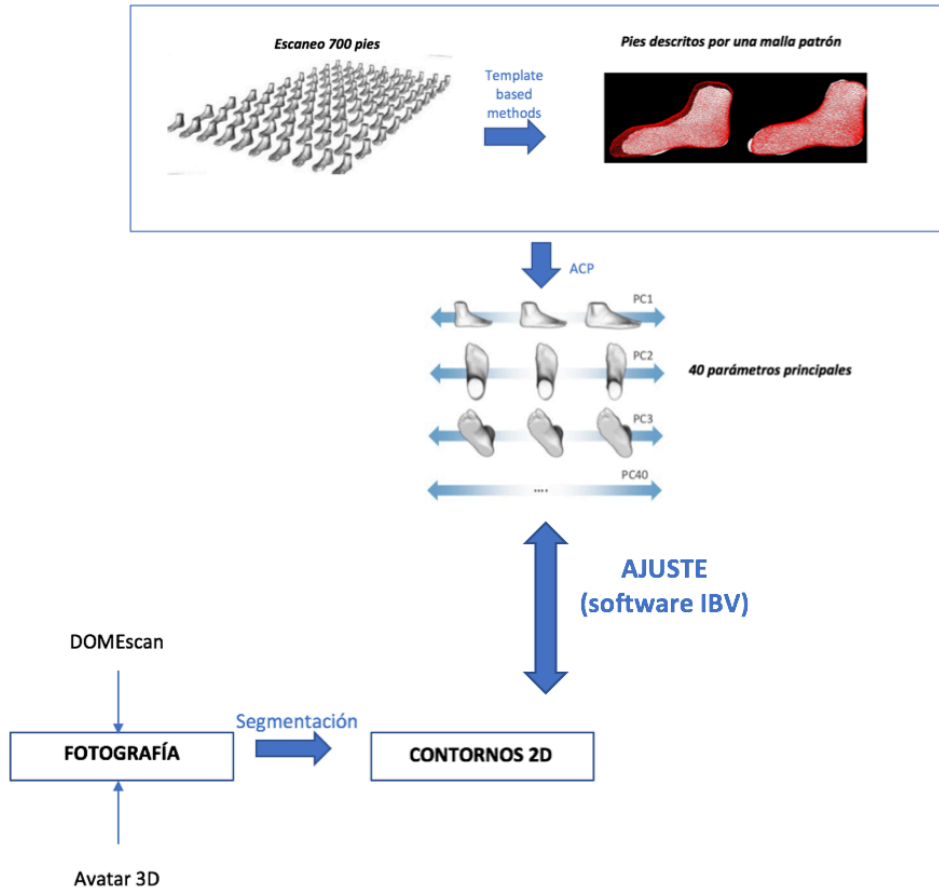 Escaneo 700 pies
Pies descritos por una malla patrón
Template
based
methods
ACP
PC1
PC2
40 parámetros principales
PC3
PC40
....
AJUSTE
(software IBV)
DOMEscan
Segmentación
FOTOGRAFÍA
CONTORNOS 2D
Avatar 3D